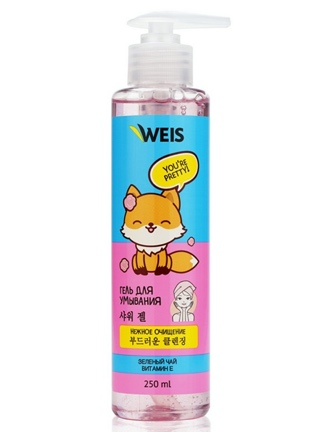 WEIS
YOU'RE
PRETTY!
ГЕЛЬ ДЛЯ
УМЫВАНИЯ
샤워 젤
НЕЖНОЕ ОЧИЩЕНИЕ
부드러운 클렌징
ЗЕЛЕНЫЙ ЧАЙ
ВИТАМИН Е
250 ml